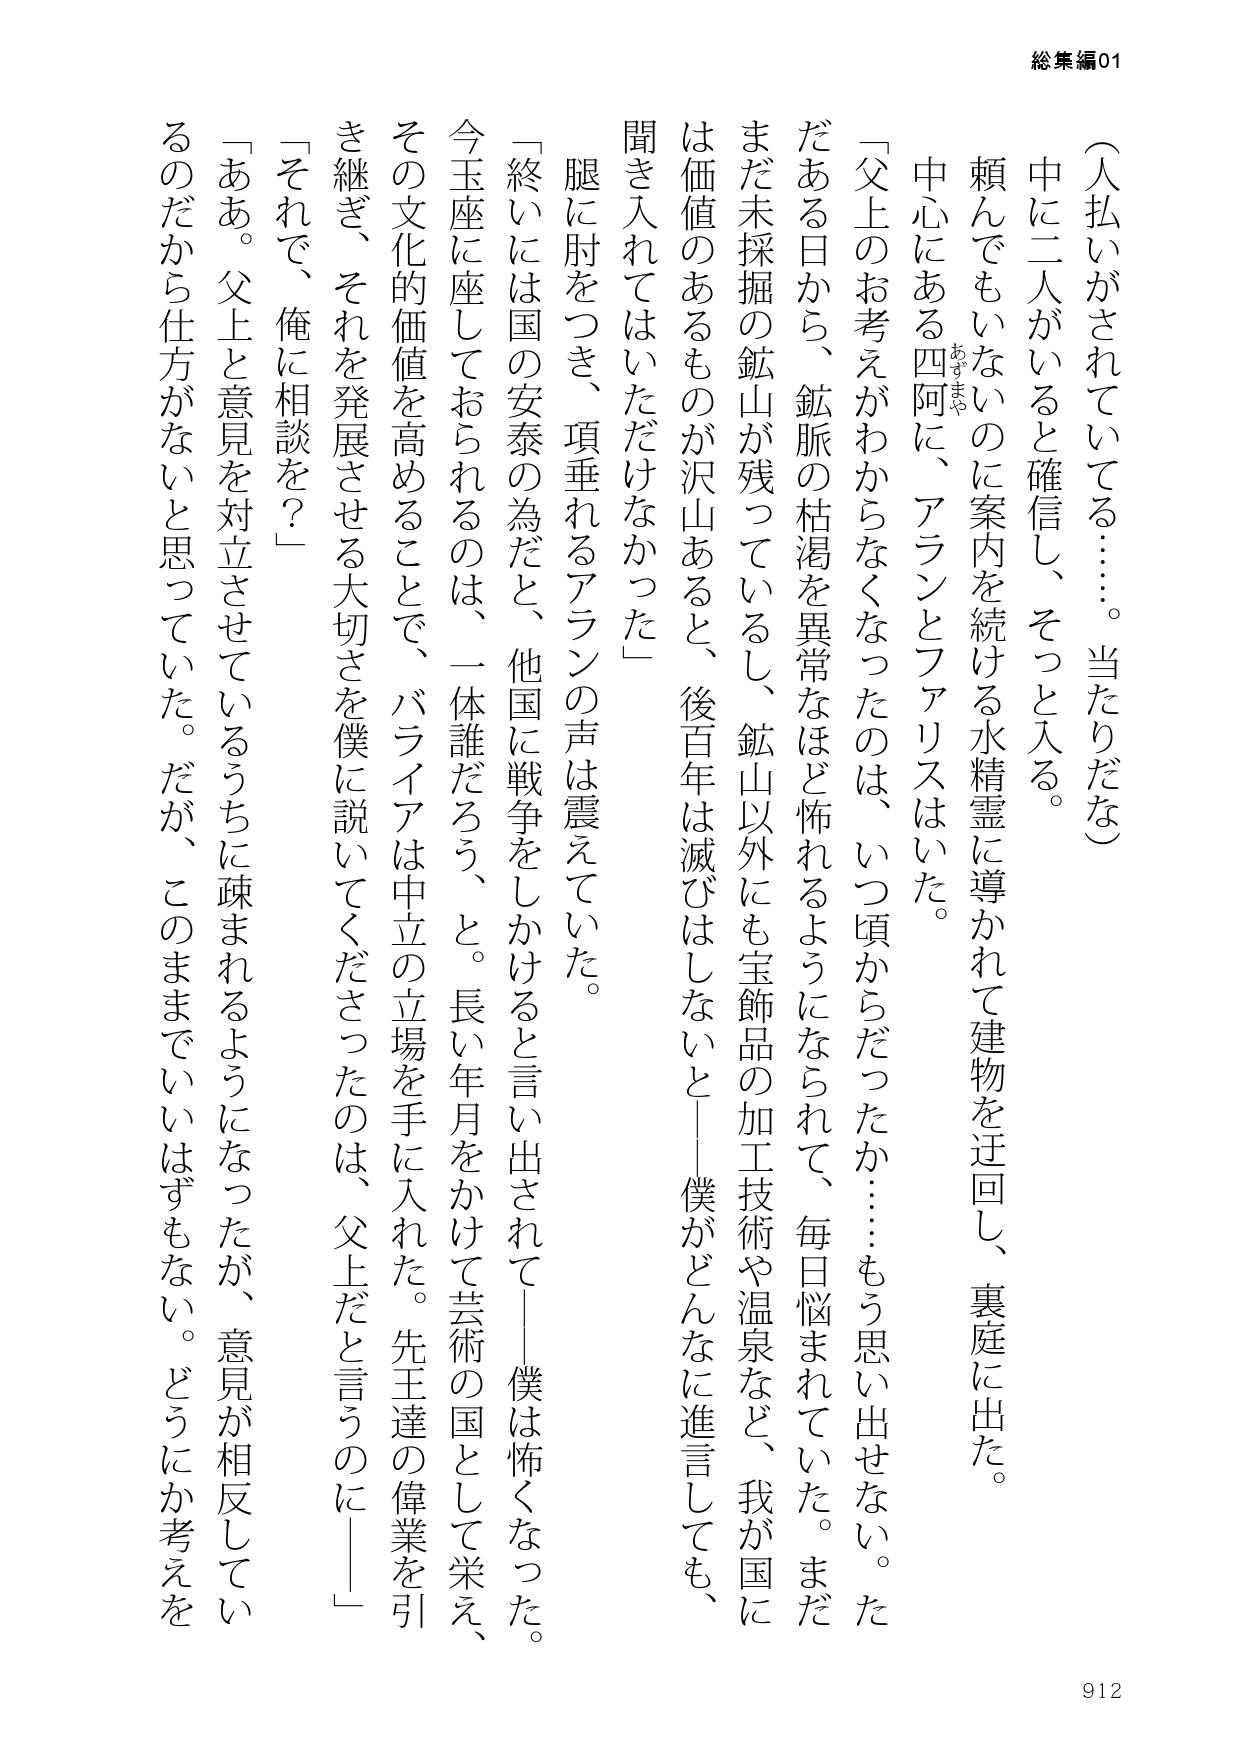 総集編01
（人払いがされていてる……。当たりだな）
中に二人がいると確信し、そっと入る。
頼んでもいないのに案内を続ける水精霊に導かれて建物を迂回し、裏庭に出た。
中心にある四阿に、アランとファリスはいた。
あずまや
「父上のお考えがわからなくなったのは、いつ頃からだったか……もう思い出せない。た
だある日から、鉱脈の枯渇を異常なほど怖れるようになられて、毎日悩まれていた。まだ
まだ未採掘の鉱山が残っているし、鉱山以外にも宝飾品の加工技術や温泉など、我が国に
は価値のあるものが沢山あると、後百年は滅びはしないと――僕がどんなに進言しても、
聞き入れてはいただけなかった」
腿に肘をつき、項垂れるアランの声は震えていた。
「終いには国の安泰の為だと、他国に戦争をしかけると言い出されて――僕は怖くなった。
今玉座に座しておられるのは、一体誰だろう、と。長い年月をかけて芸術の国として栄え、
その文化的価値を高めることで、バライアは中立の立場を手に入れた。先王達の偉業を引
き継ぎ、それを発展させる大切さを僕に説いてくださったのは、父上だと言うのに――」
「それで、俺に相談を？」
「ああ。父上と意見を対立させているうちに疎まれるようになったが、意見が相反してい
るのだから仕方がないと思っていた。だが、このままでいいはずもない。どうにか考えを
912